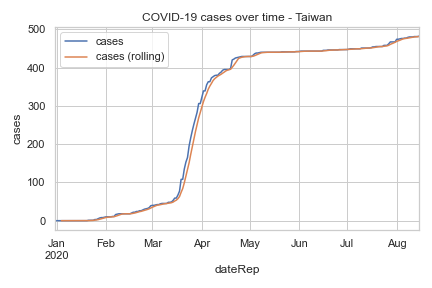 COVID-19 cases over time - Taiwan
cases
cases (rolling)
500
400
300
200
100
0
cases
Jan Feb Mar Apr May Jun Jul Aug
2020
dateRep